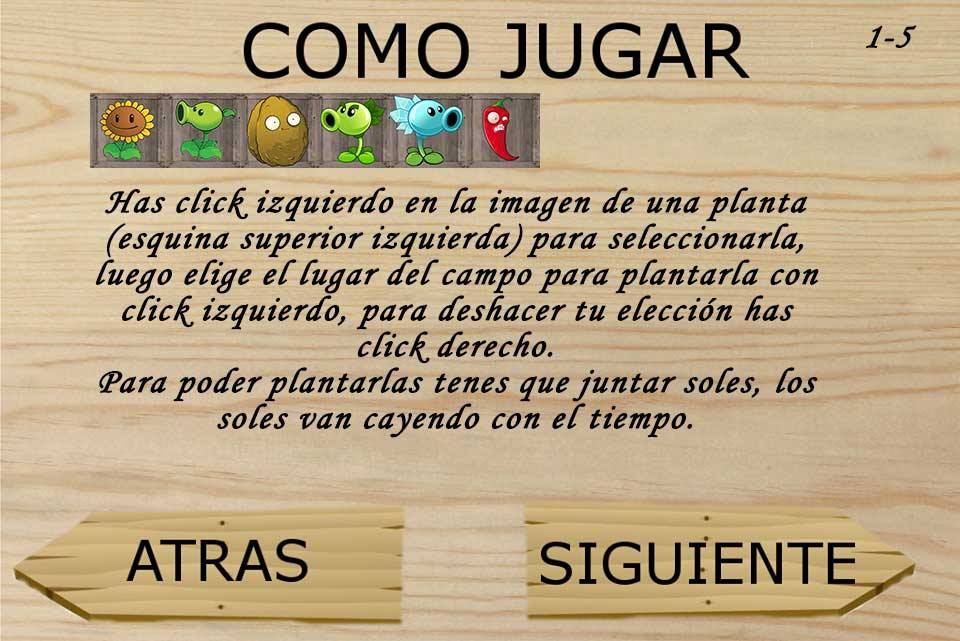 COMO JUGAR
1-5
Has click izquierdo en la imagen de una planta
(esquina superior izquierda) para seleccionarla,
luego elige el lugar del campo para plantarla con
click izquierdo, para deshacer tu elección has
click derecho.
Para poder plantarlas tenes que juntar soles, los
soles van cayendo con el tiempo.
ATRAS
SIGUIENTE